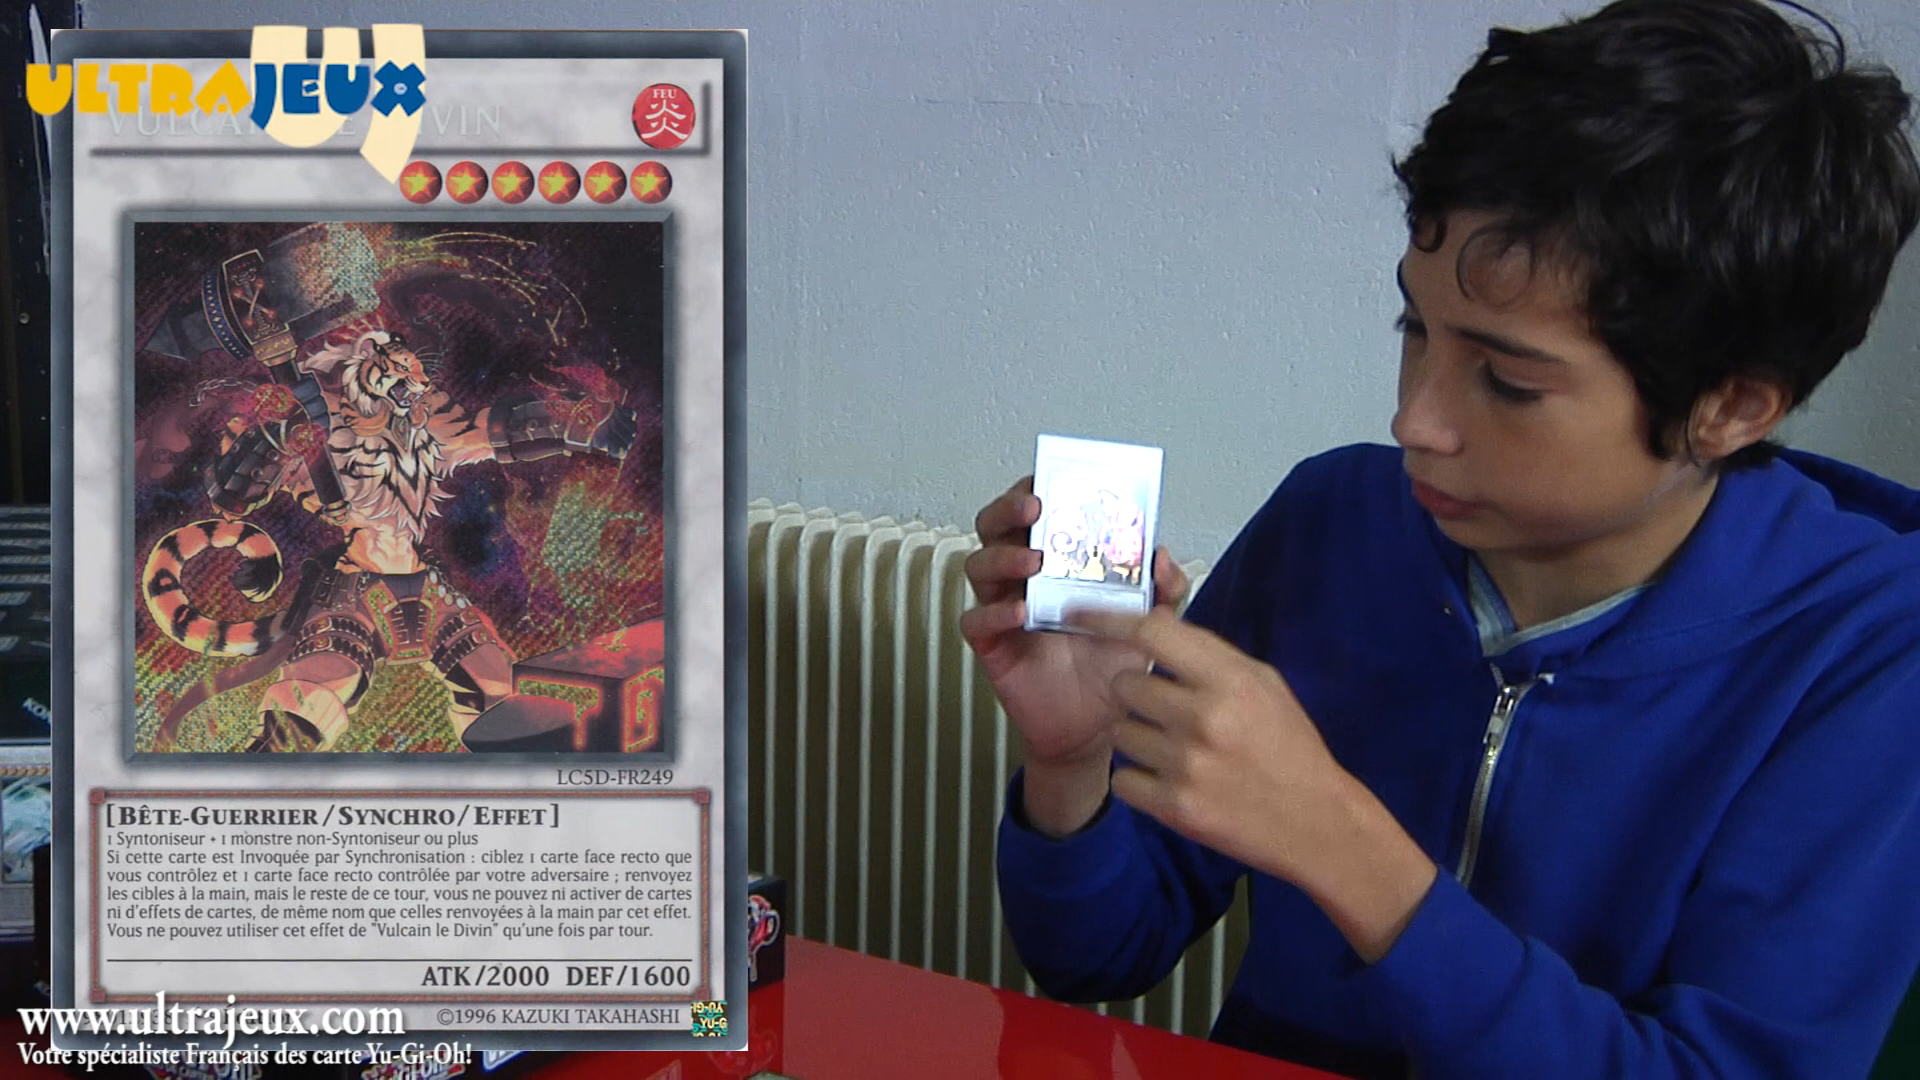 ULTRAJEUX
VULCAIN LE DIVIN
FEU
炎
LC5D-FR249
[BÊTE-GUERRIER/SYNCHRO/EFFET]
1 Syntoniseur + 1 monstre non-Syntoniseur ou plus
Si cette carte est Invoquée par Synchronisation : ciblez 1 carte face recto que
vous contrôlez et 1 carte face recto contrôlée par votre adversaire ; renvoyez
les cibles à la main, mais le reste de ce tour, vous ne pouvez ni activer de cartes
ni d'effets de cartes, de même nom que celles renvoyées à la main par cet effet.
Vous ne pouvez utiliser cet effet de "Vulcain le Divin" qu'une fois par tour.
ATK/2000 DEF/1600
©1996 KAZUKI TAKAHASHI
www.ultrajeux.com
Votre spécialiste Français des carte Yu-Gi-Oh!